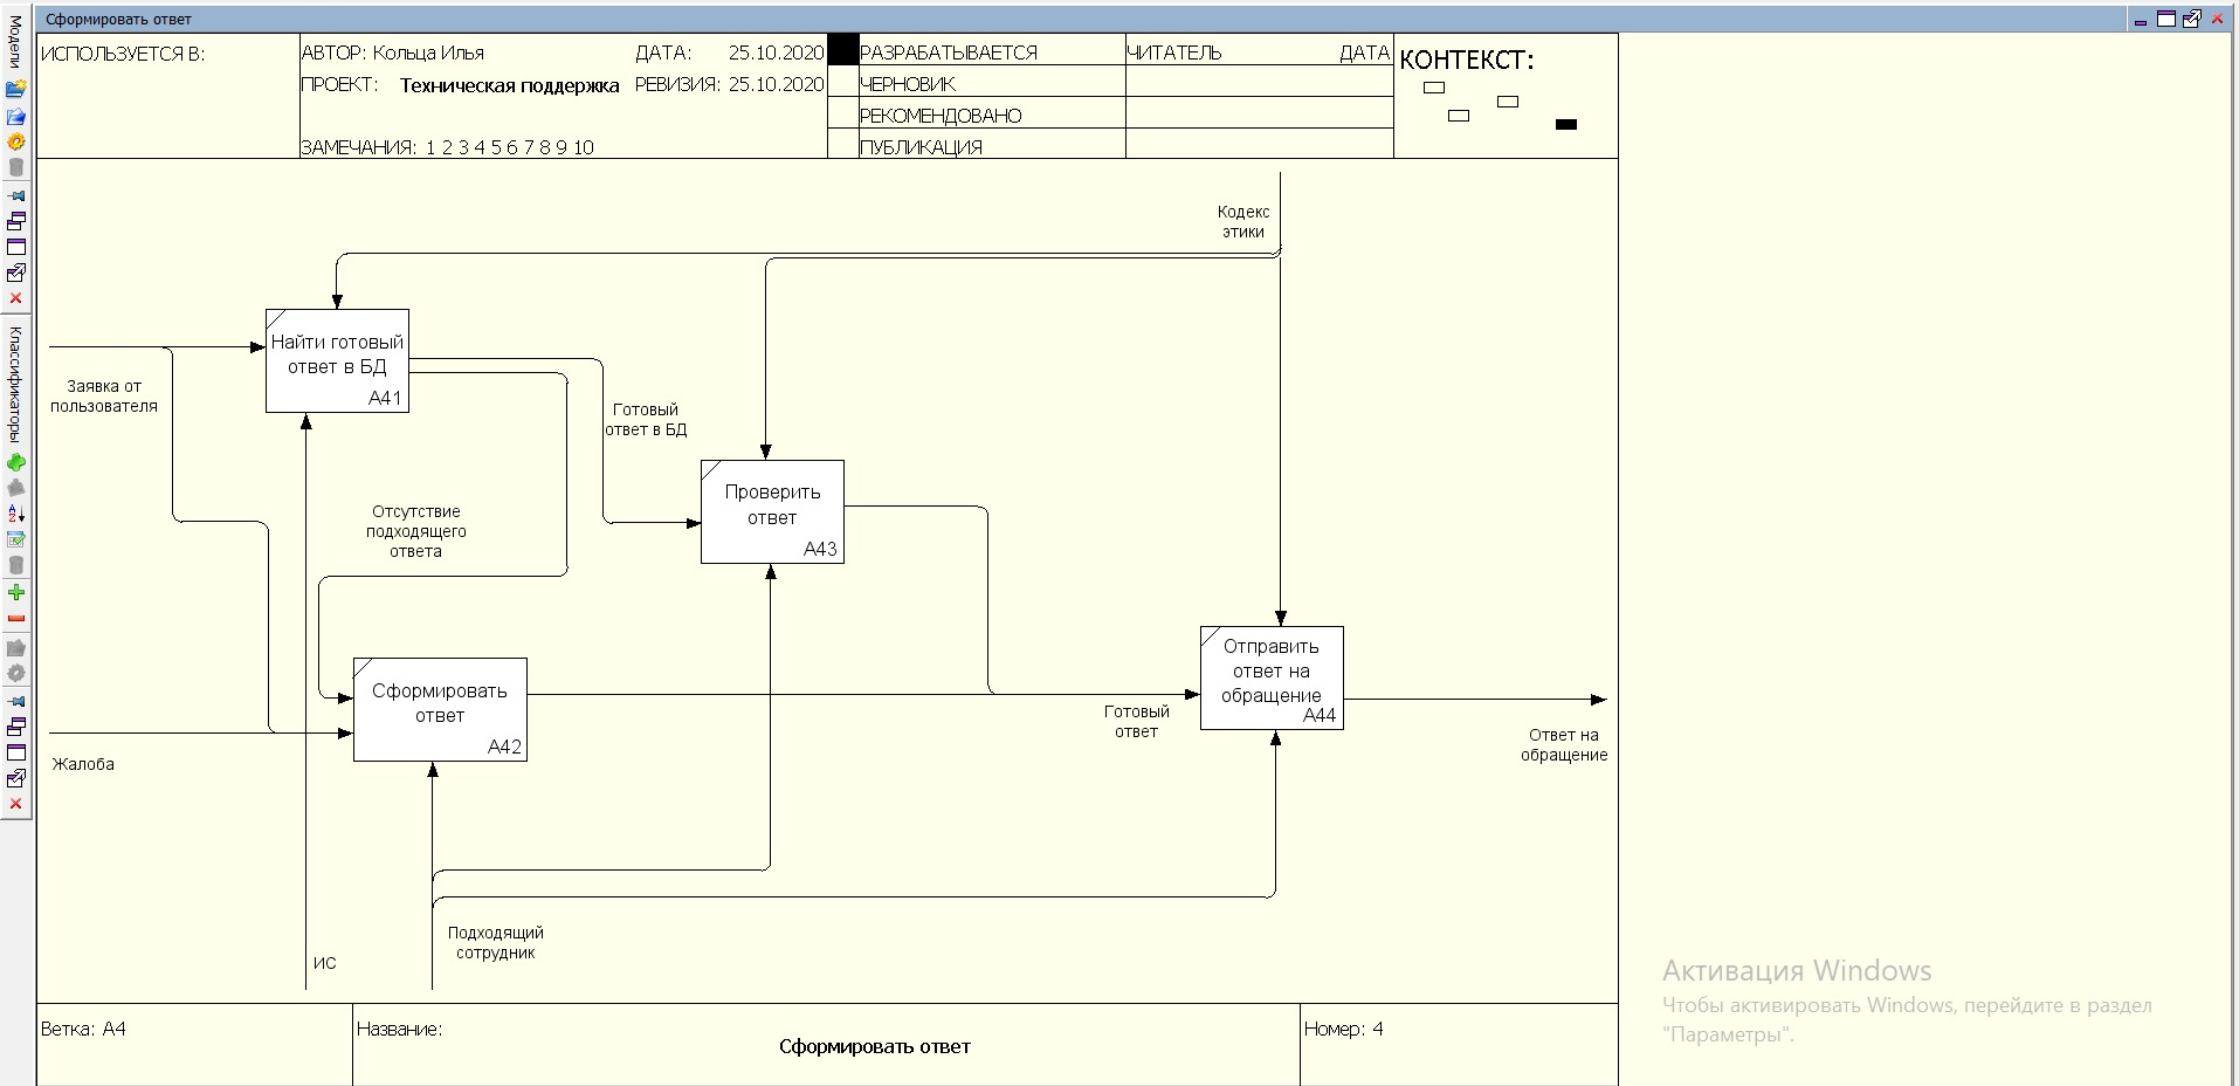 Сформировать ответ
Модели
Классификаторы
ИСПОЛЬЗУЕТСЯ В:
АВТОР: Кольца Илья
ДАТА: 25.10.2020
ПРОЕКТ: Техническая поддержка
РЕВИЗИЯ: 25.10.2020
ЗАМЕЧАНИЯ: 1 2 3 4 5 6 7 8 9 10
РАЗРАБАТЫВАЕТСЯ
ЧЕРНОВИК
РЕКОМЕНДОВАНО
ПУБЛИКАЦИЯ
ЧИТАТЕЛЬ
ДАТА
КОНТЕКСТ:
Кодекс
этики
Найти готовый
ответ в БД
A41
Заявка от
пользователя
Готовый
ответ в БД
Проверить
ответ
A43
Отсутствие
подходящего
ответа
Отправить
ответ на
обращение
A44
Сформировать
ответ
A42
Готовый
ответ
Ответ на
обращение
Жалоба
Подходящий
сотрудник
ИС
Ветка: A4
Название:
Сформировать ответ
Номер: 4
Активация Windows
Чтобы активировать Windows, перейдите в раздел
"Параметры".